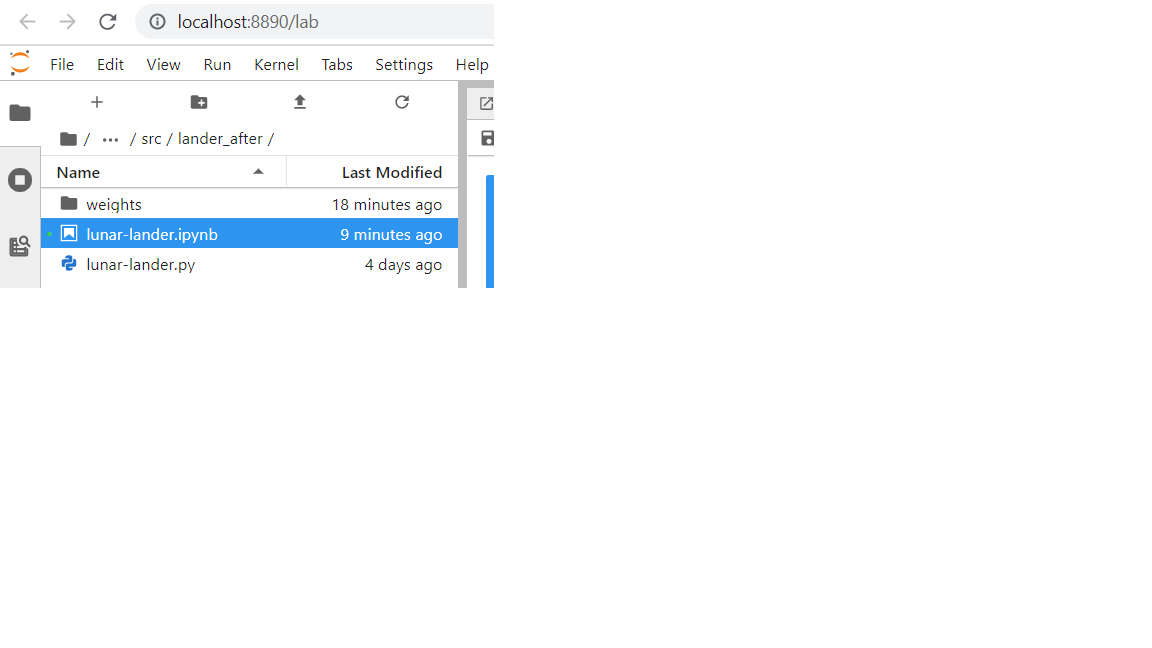 localhost:8890/lab
File Edit View Run Kernel Tabs Settings Help
/ ··· / src / lander_after /
Name Last Modified
weights 18 minutes ago
lunar-lander.ipynb 9 minutes ago
lunar-lander.py 4 days ago